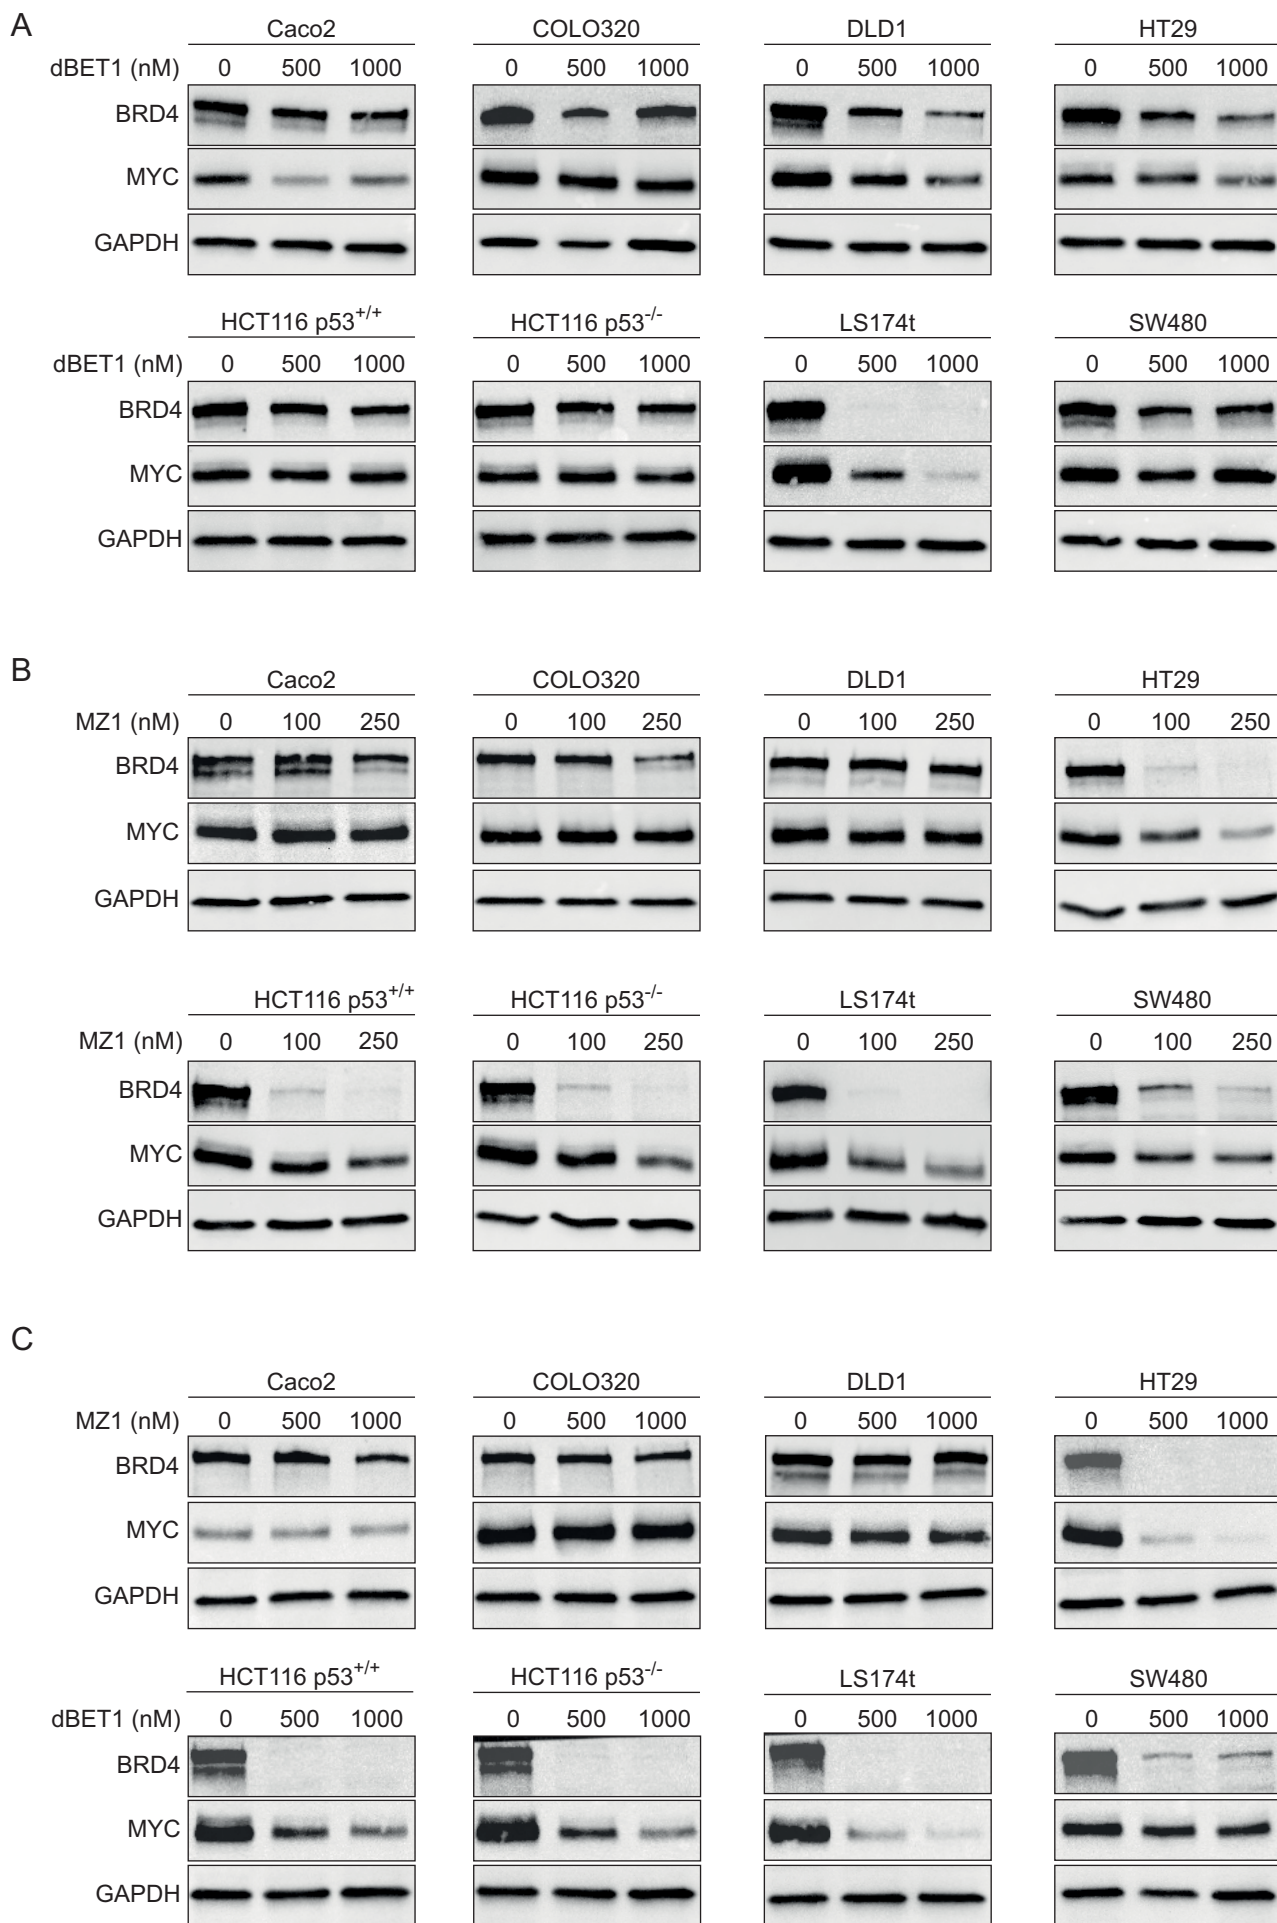 A
Caco2 COLO320 DLD1 HT29
dBET1 (nM) 0 500 1000 0 500 1000 0 500 1000 0 500 1000
BRD4
MYC
GAPDH
HCT116 p53+/+ HCT116 p53-/- LS174t SW480
dBET1 (nM) 0 500 1000 0 500 1000 0 500 1000 0 500 1000
BRD4
MYC
GAPDH
B
Caco2 COLO320 DLD1 HT29
MZ1 (nM) 0 100 250 0 100 250 0 100 250 0 100 250
BRD4
MYC
GAPDH
HCT116 p53+/+ HCT116 p53-/- LS174t SW480
MZ1 (nM) 0 100 250 0 100 250 0 100 250 0 100 250
BRD4
MYC
GAPDH
C
Caco2 COLO320 DLD1 HT29
MZ1 (nM) 0 500 1000 0 500 1000 0 500 1000 0 500 1000
BRD4
MYC
GAPDH
HCT116 p53+/+ HCT116 p53-/- LS174t SW480
dBET1 (nM) 0 500 1000 0 500 1000 0 500 1000 0 500 1000
BRD4
MYC
GAPDH